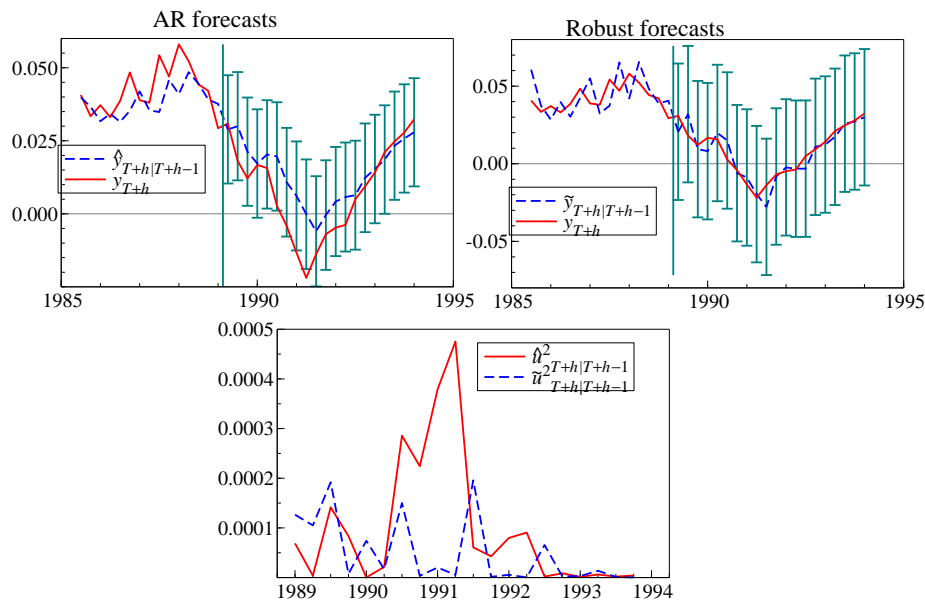 AR forecasts
0.050
0.025
0.000
ŷ_{T+h|T+h−1}
y_{T+h}
1985 1990 1995
Robust forecasts
0.05
0.00
-0.05
ỹ_{T+h|T+h−1}
y_{T+h}
1985 1990 1995
0.0005
0.0004
0.0003
0.0002
0.0001
û²_{T+h|T+h−1}
ũ²_{T+h|T+h−1}
1989 1990 1991 1992 1993 1994